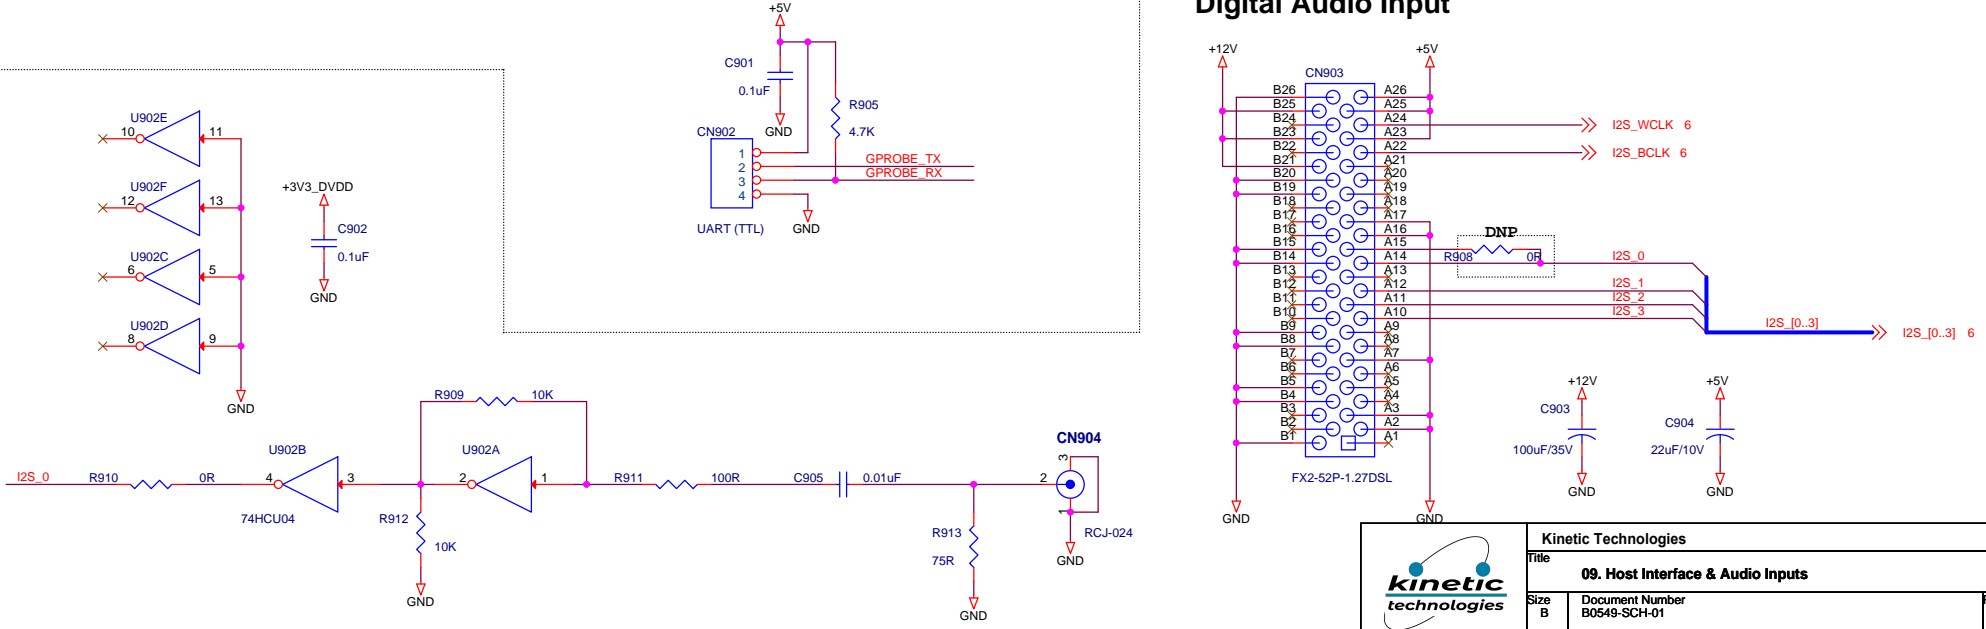 Digital Audio Input
+5V
C901
0.1uF
GND
R905
4.7K
CN902
1
2
3
4
GPROBE_TX
GPROBE_RX
UART (TTL)
GND
U902E
10
11
U902F
12
13
U902C
6
5
U902D
8
9
GND
+3V3_DVDD
C902
0.1uF
GND
R909
10K
U902B
U902A
I2S_0
R910
0R
4
3
2
1
74HCU04
R912
10K
GND
R911
100R
C905
0.01uF
R913
75R
GND
CN904
3
2
1
RCJ-024
GND
+12V
+5V
CN903
B26 A26
B25 A25
B24 A24
B23 A23
B22 A22
B21 A21
B20 A20
B19 A19
B18 A18
B17 A17
B16 A16
B15 A15
B14 A14
B13 A13
B12 A12
B11 A11
B10 A10
B9 A9
B8 A8
B7 A7
B6 A6
B5 A5
B4 A4
B3 A3
B2 A2
B1 A1
FX2-52P-1.27DSL
GND
GND
I2S_WCLK 6
I2S_BCLK 6
DNP
R908
0R
I2S_0
I2S_1
I2S_2
I2S_3
I2S_[0..3]
I2S_[0..3] 6
+12V
C903
100uF/35V
GND
+5V
C904
22uF/10V
GND
kinetic
technologies
Kinetic Technologies
Title
09. Host Interface & Audio Inputs
Size
B
Document Number
B0549-SCH-01